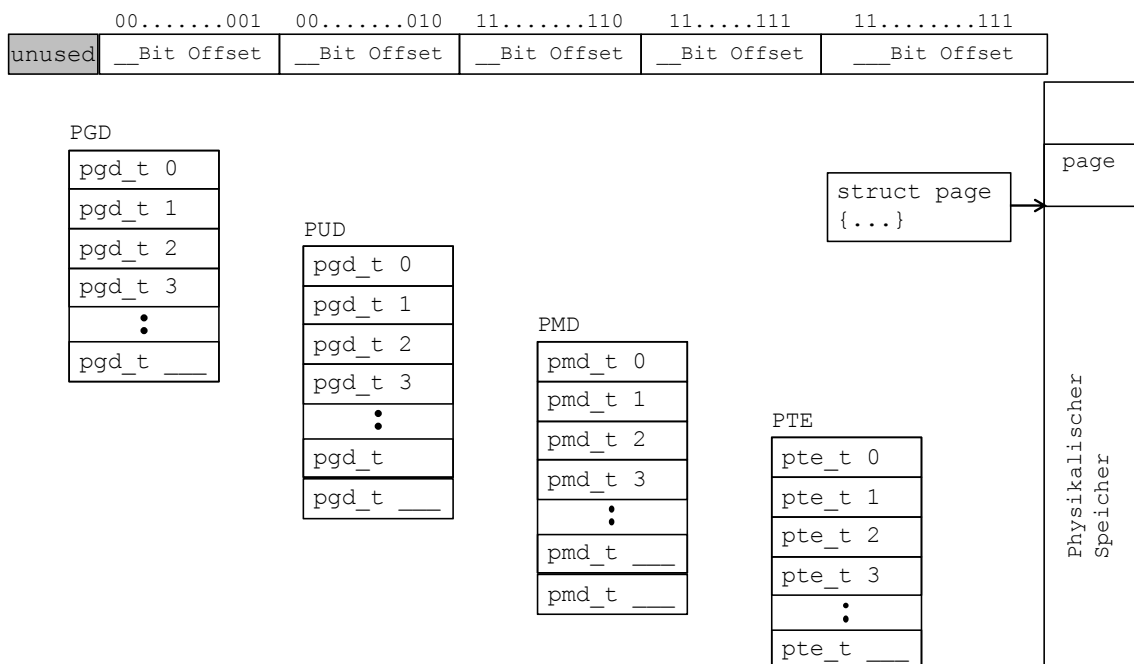 00.......001 00.......010 11.......110 11.....111 11........111
unused __Bit Offset __Bit Offset __Bit Offset __Bit Offset ___Bit Offset
PGD
pgd_t 0
pgd_t 1
pgd_t 2
pgd_t 3
pgd_t ___
PUD
pgd_t 0
pgd_t 1
pgd_t 2
pgd_t 3
pgd_t
pgd_t ___
PMD
pmd_t 0
pmd_t 1
pmd_t 2
pmd_t 3
pmd_t ___
pmd_t ___
PTE
pte_t 0
pte_t 1
pte_t 2
pte_t 3
pte_t ___
struct page
{...}
page
Physikalischer
Speicher